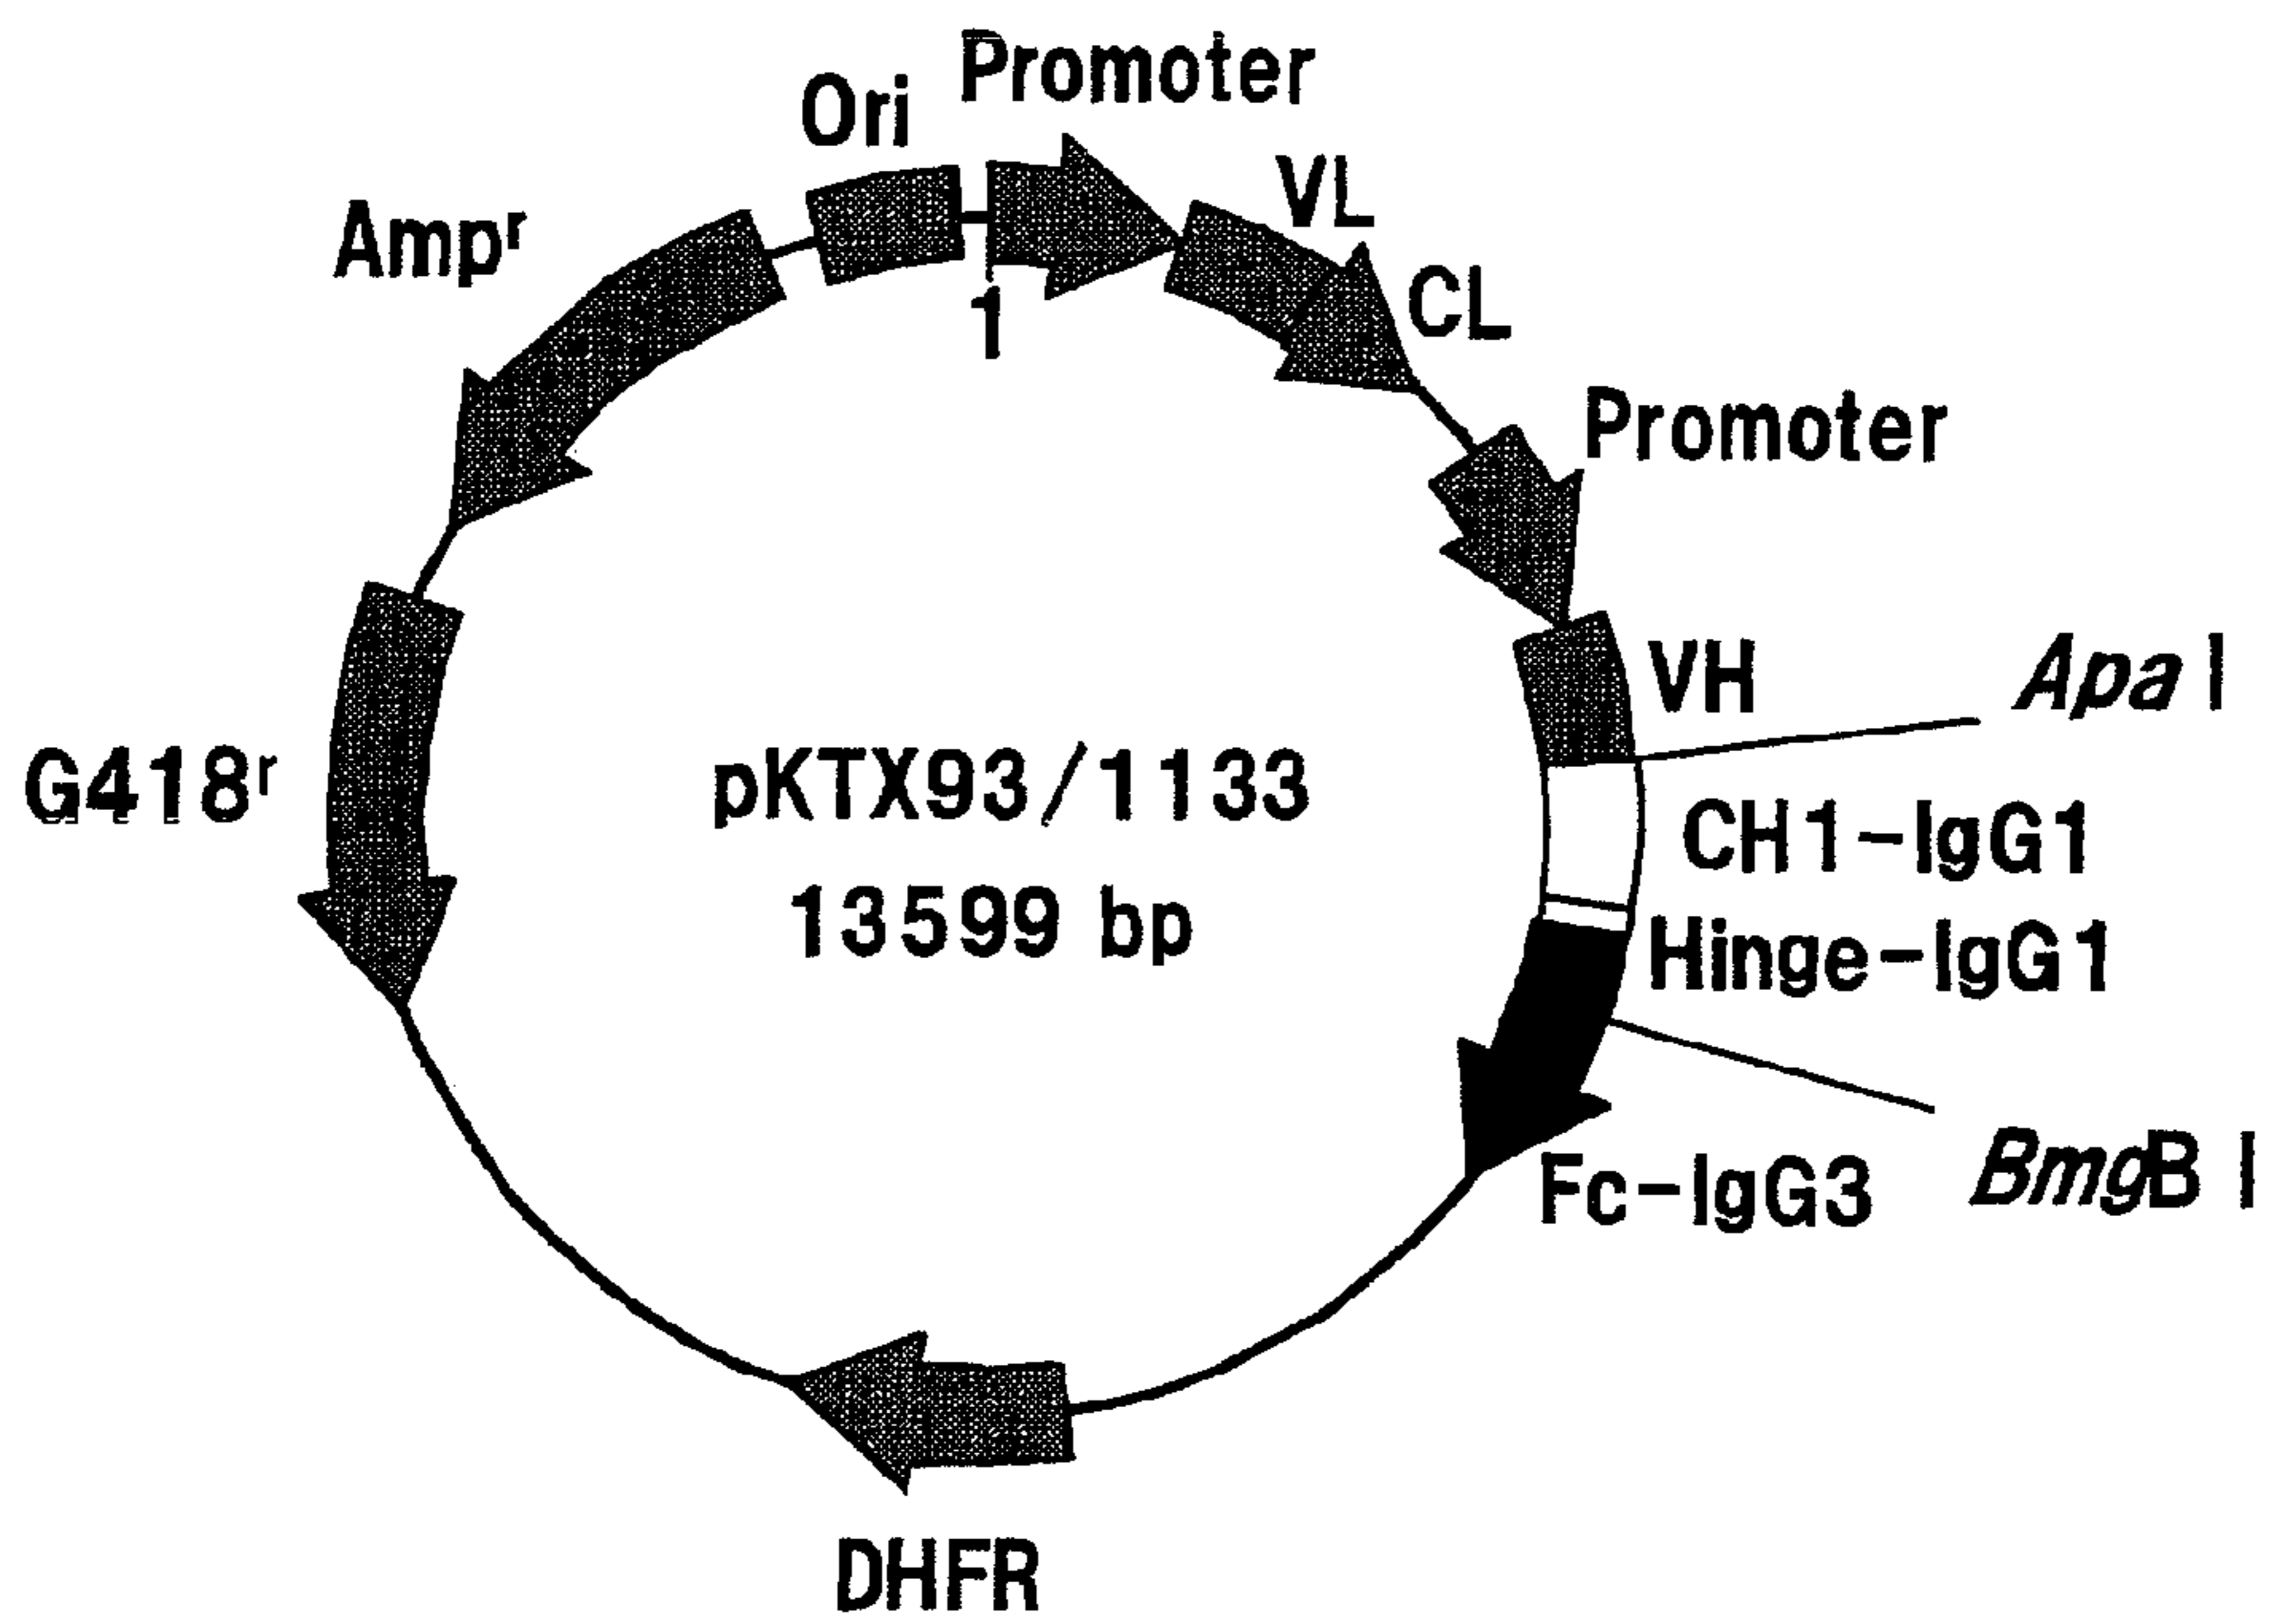 Promoter
Ori
VL
Ampʳ
CL
1
Promoter
VH
Apa I
pKTX93/1133
G418ʳ
CH1-IgG1
13599 bp
Hinge-IgG1
Fc-IgG3
BmgB I
DHFR